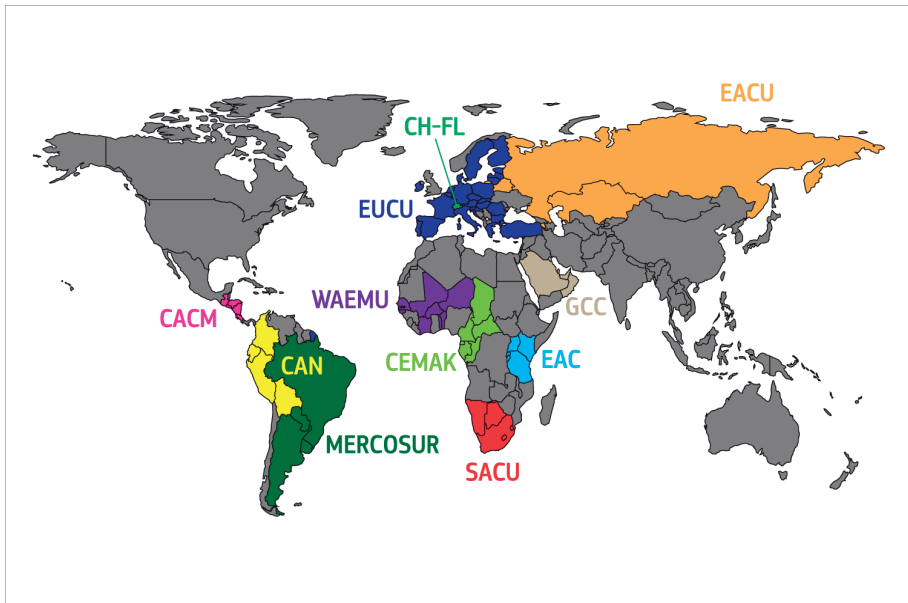 EACU
CH-FL
EUCU
WAEMU
GCC
CACM
CAN
CEMAK
EAC
MERCOSUR
SACU